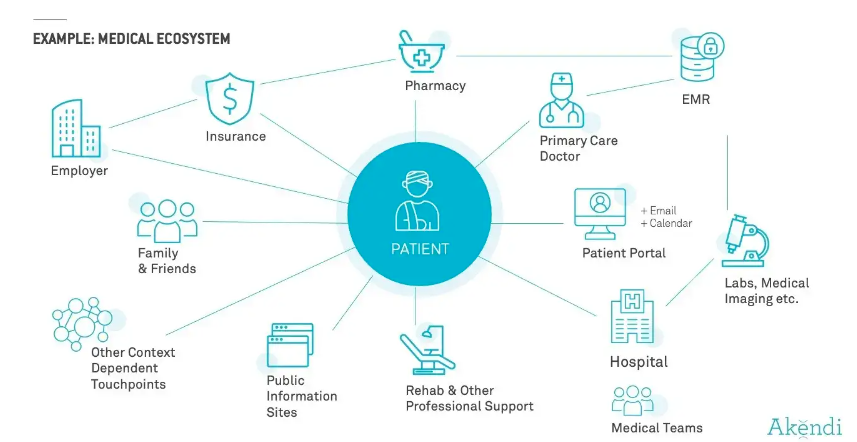 EXAMPLE: MEDICAL ECOSYSTEM
Pharmacy
EMR
Insurance
Primary Care
Doctor
Employer
PATIENT
+ Email
+ Calendar
Family
& Friends
Patient Portal
Labs, Medical
Imaging etc.
H
Hospital
Other Context
Dependent
Touchpoints
Public
Information
Sites
Rehab & Other
Professional Support
Medical Teams
Akendi